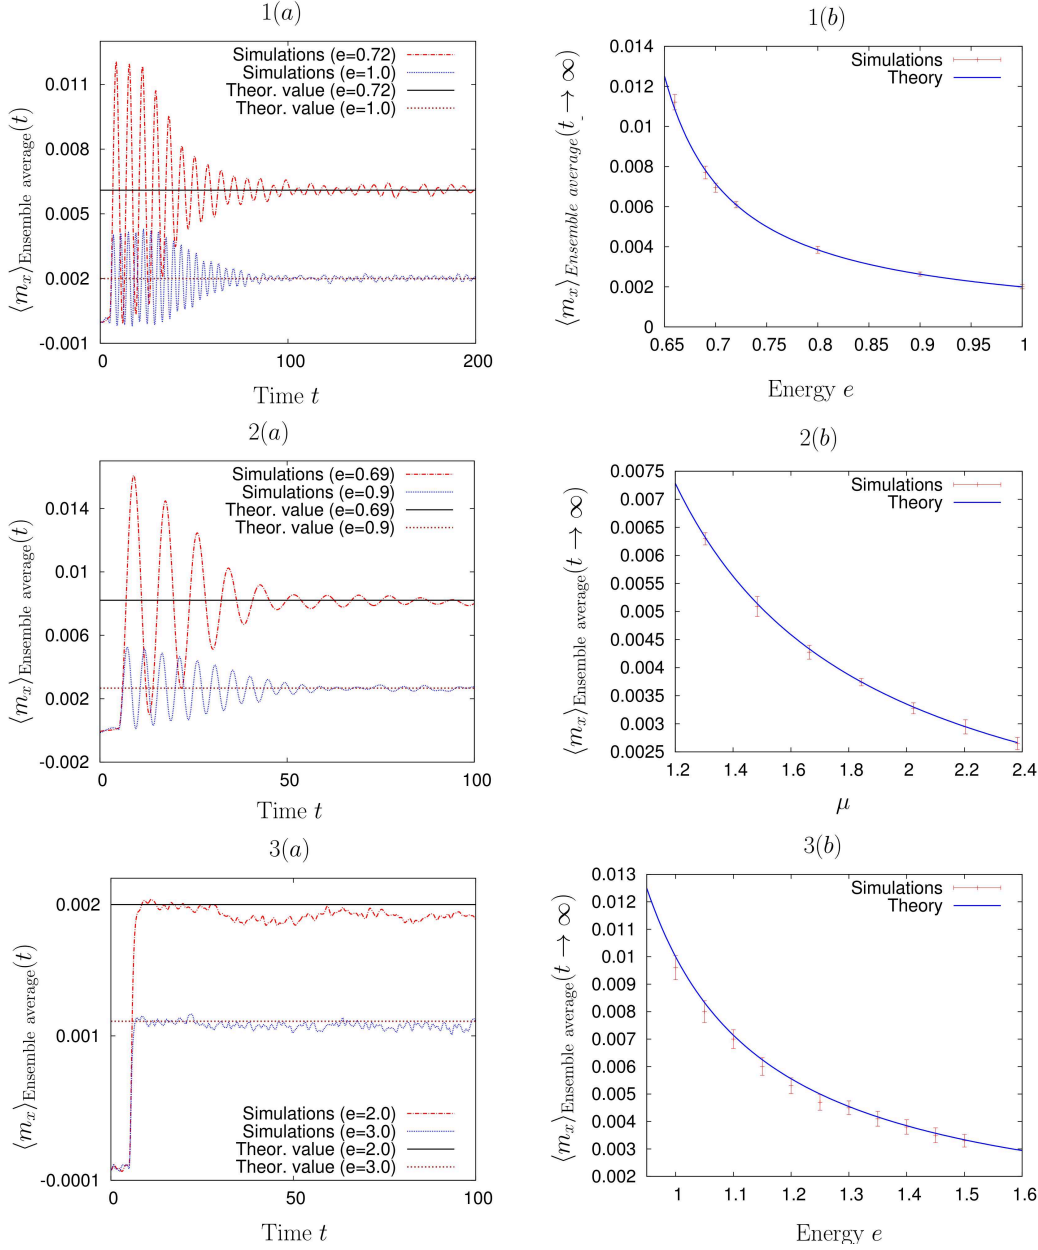 1(a)
⟨m_x⟩_Ensemble average(t)
0.011
0.008
0.005
0.002
-0.001
Simulations (e=0.72)
Simulations (e=1.0)
Theor. value (e=0.72)
Theor. value (e=1.0)
0 100 200
Time t
1(b)
⟨m_x⟩_Ensemble average(t → ∞)
0.014
0.012
0.01
0.008
0.006
0.004
0.002
0
Simulations
Theory
0.65 0.7 0.75 0.8 0.85 0.9 0.95 1
Energy e
2(a)
⟨m_x⟩_Ensemble average(t)
0.014
0.01
0.006
0.002
-0.002
Simulations (e=0.69)
Simulations (e=0.9)
Theor. value (e=0.69)
Theor. value (e=0.9)
0 50 100
Time t
2(b)
⟨m_x⟩_Ensemble average(t → ∞)
0.0075
0.007
0.0065
0.006
0.0055
0.005
0.0045
0.004
0.0035
0.003
0.0025
Simulations
Theory
1.2 1.4 1.6 1.8 2 2.2 2.4
μ
3(a)
⟨m_x⟩_Ensemble average(t)
0.002
0.001
-0.0001
Simulations (e=2.0)
Simulations (e=3.0)
Theor. value (e=2.0)
Theor. value (e=3.0)
0 50 100
Time t
3(b)
⟨m_x⟩_Ensemble average(t → ∞)
0.013
0.012
0.011
0.01
0.009
0.008
0.007
0.006
0.005
0.004
0.003
0.002
Simulations
Theory
1 1.1 1.2 1.3 1.4 1.5 1.6
Energy e